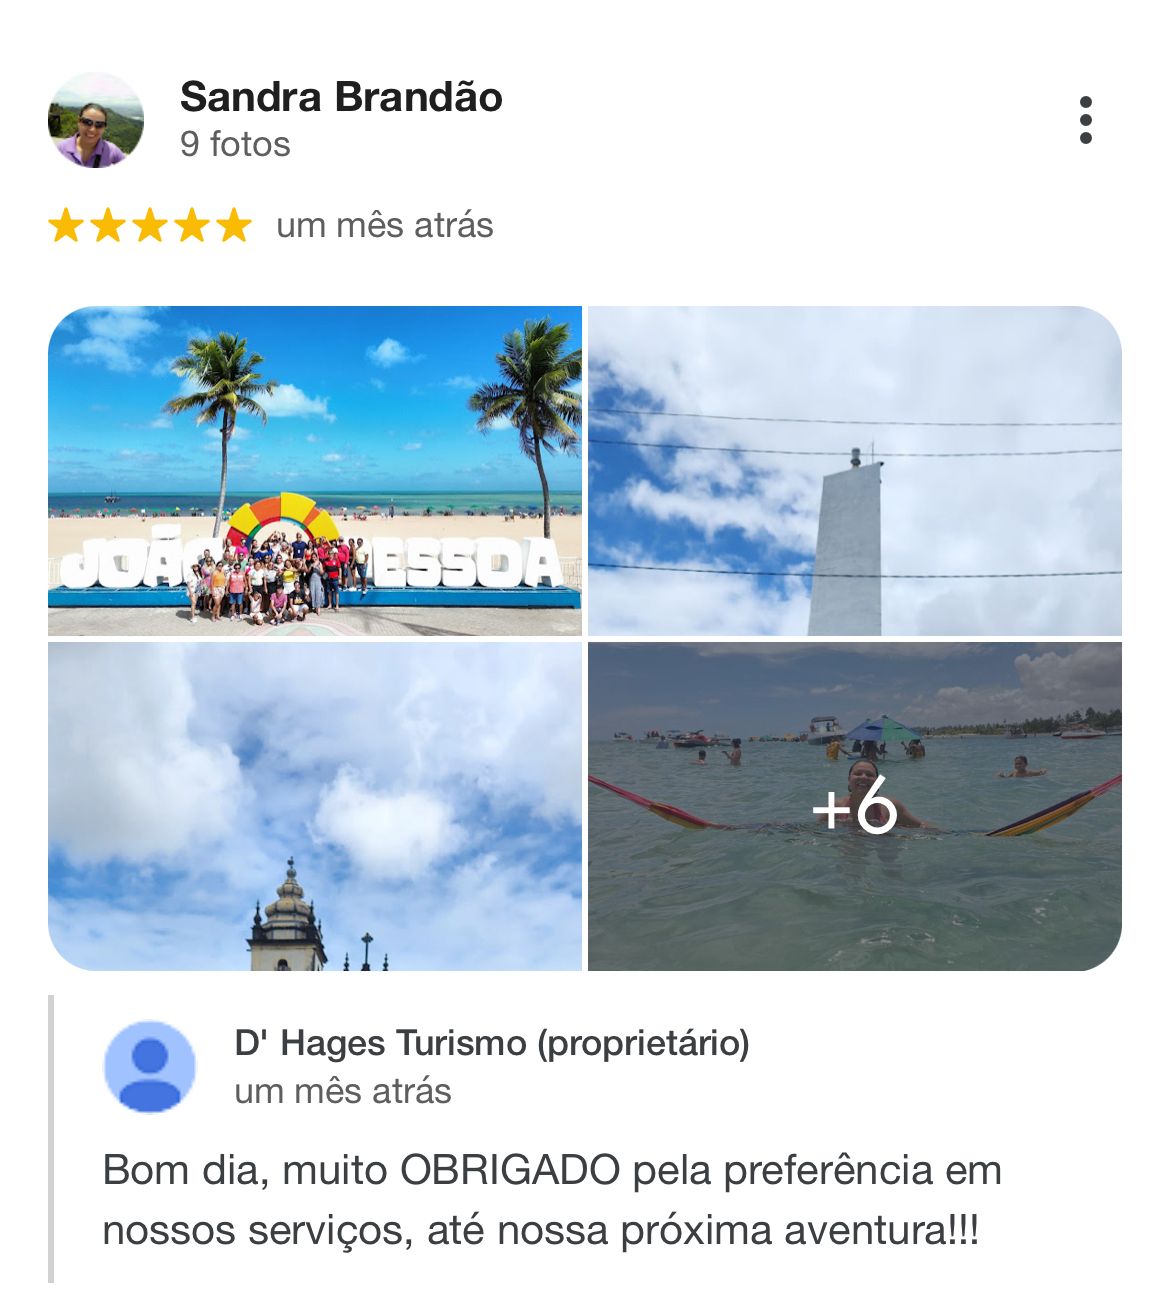 Sandra Brandão
9 fotos
um mês atrás
JOÃO PESSOA
+6
D' Hages Turismo (proprietário)
um mês atrás
Bom dia, muito OBRIGADO pela preferência em
nossos serviços, até nossa próxima aventura!!!